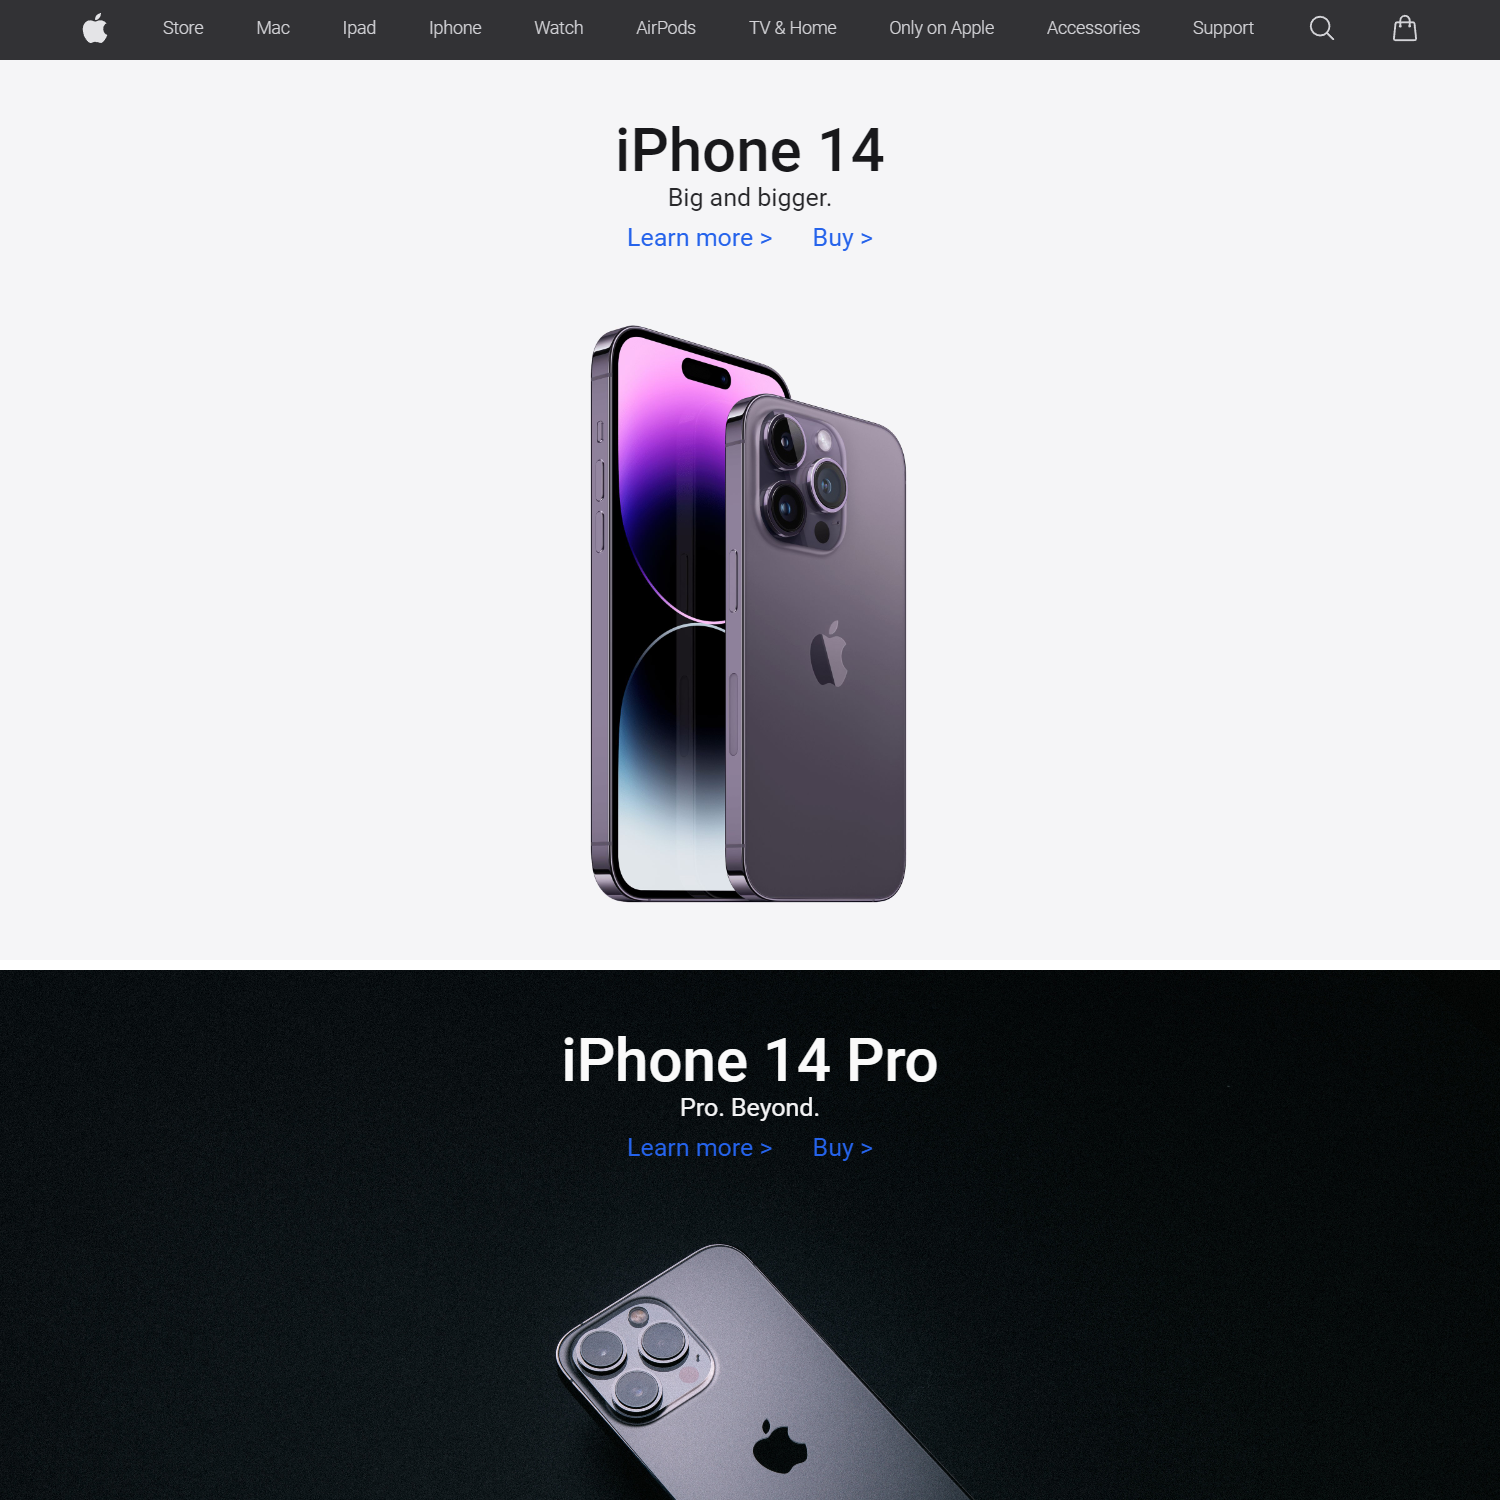 Store Mac Ipad Iphone Watch AirPods TV & Home Only on Apple Accessories Support
iPhone 14
Big and bigger.
Learn more > Buy >
iPhone 14 Pro
Pro. Beyond.
Learn more > Buy >